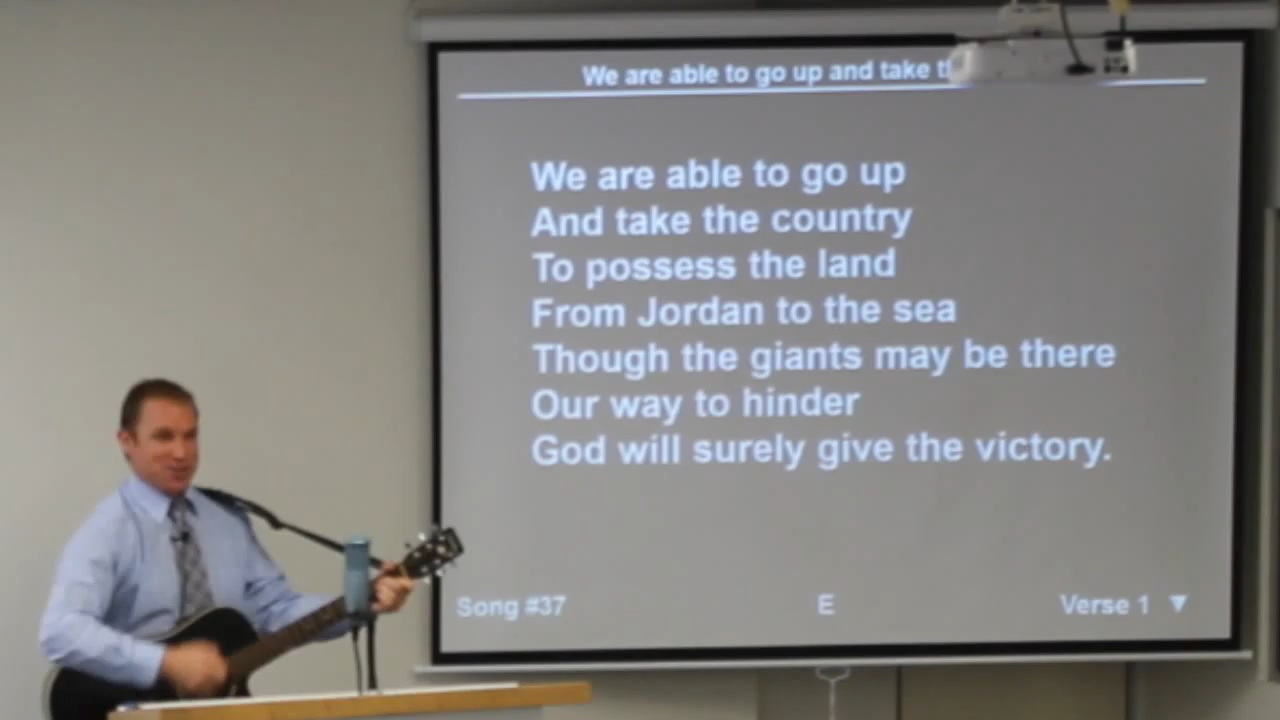 We are able to go up and take
We are able to go up
And take the country
To possess the land
From Jordan to the sea
Though the giants may be there
Our way to hinder
God will surely give the victory.
Song #37 E Verse 1 ▼